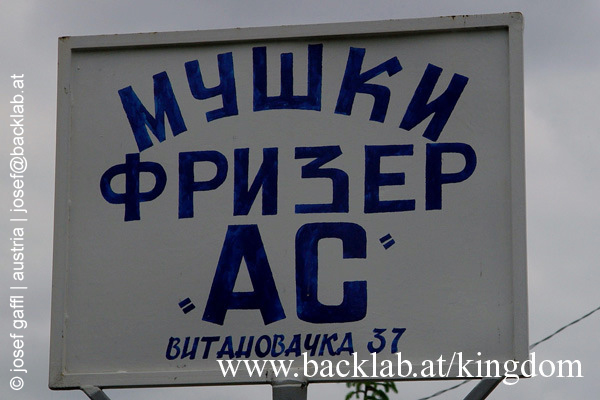 МУШКИ
ФРИЗЕР
"АС"
ВИТАНОВАЧКА 37
www.backlab.at/kingdom
© josef gaffl | austria | josef@backlab.at